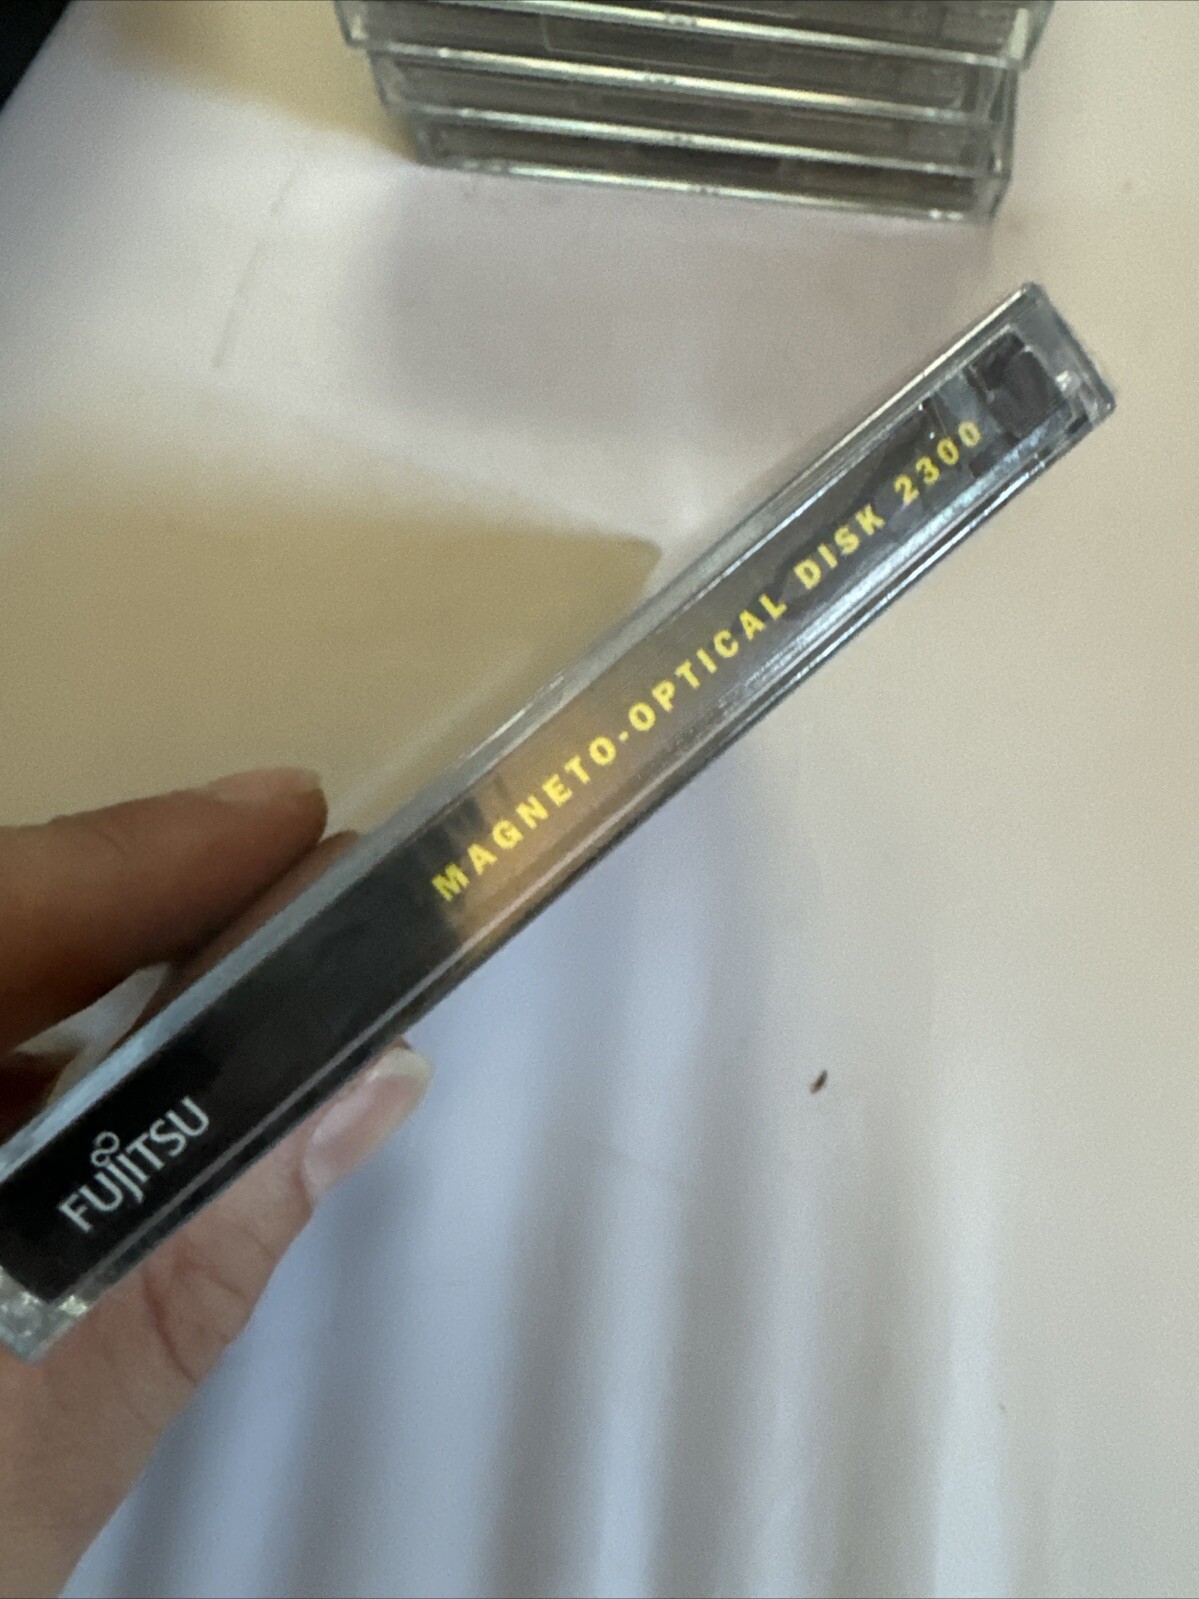 FUJITSU
MAGNETO-OPTICAL DISK 2300